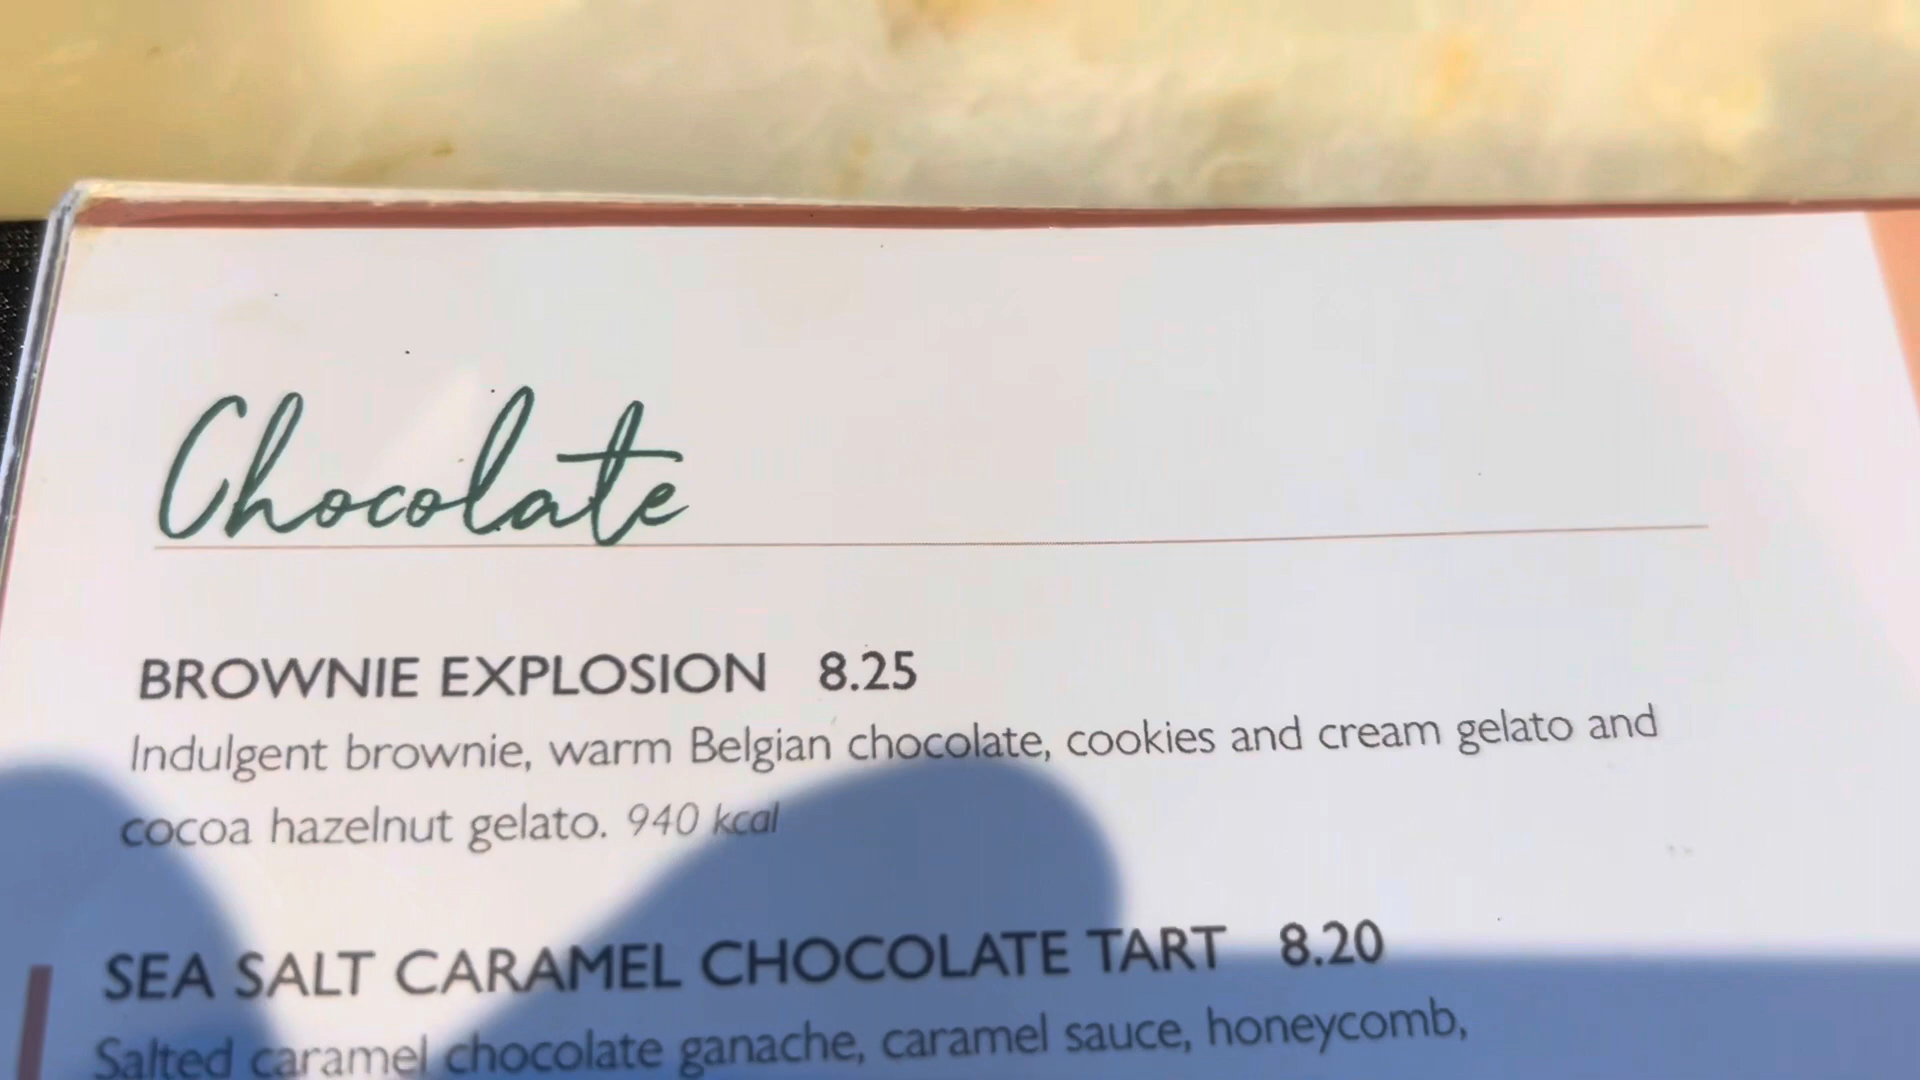 Chocolate
BROWNIE EXPLOSION 8.25
Indulgent brownie, warm Belgian chocolate, cookies and cream gelato and
cocoa hazelnut gelato. 940 kcal
SEA SALT CARAMEL CHOCOLATE TART 8.20
Salted caramel chocolate ganache, caramel sauce, honeycomb,